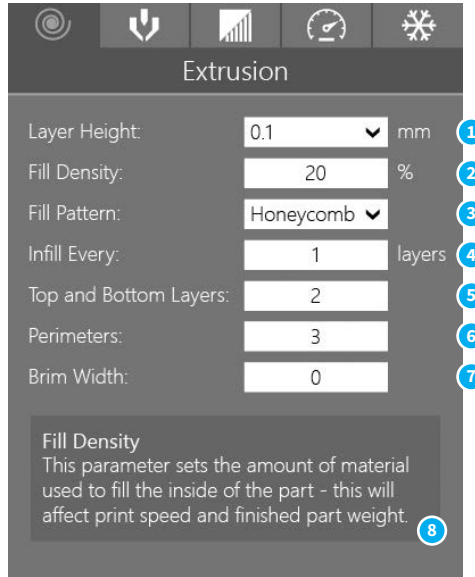 Extrusion
Layer Height: 0.1 mm 1
Fill Density: 20 % 2
Fill Pattern: Honeycomb 3
Infill Every: 1 layers 4
Top and Bottom Layers: 2 5
Perimeters: 3 6
Brim Width: 0 7
Fill Density
This parameter sets the amount of material
used to fill the inside of the part - this will
affect print speed and finished part weight.
8